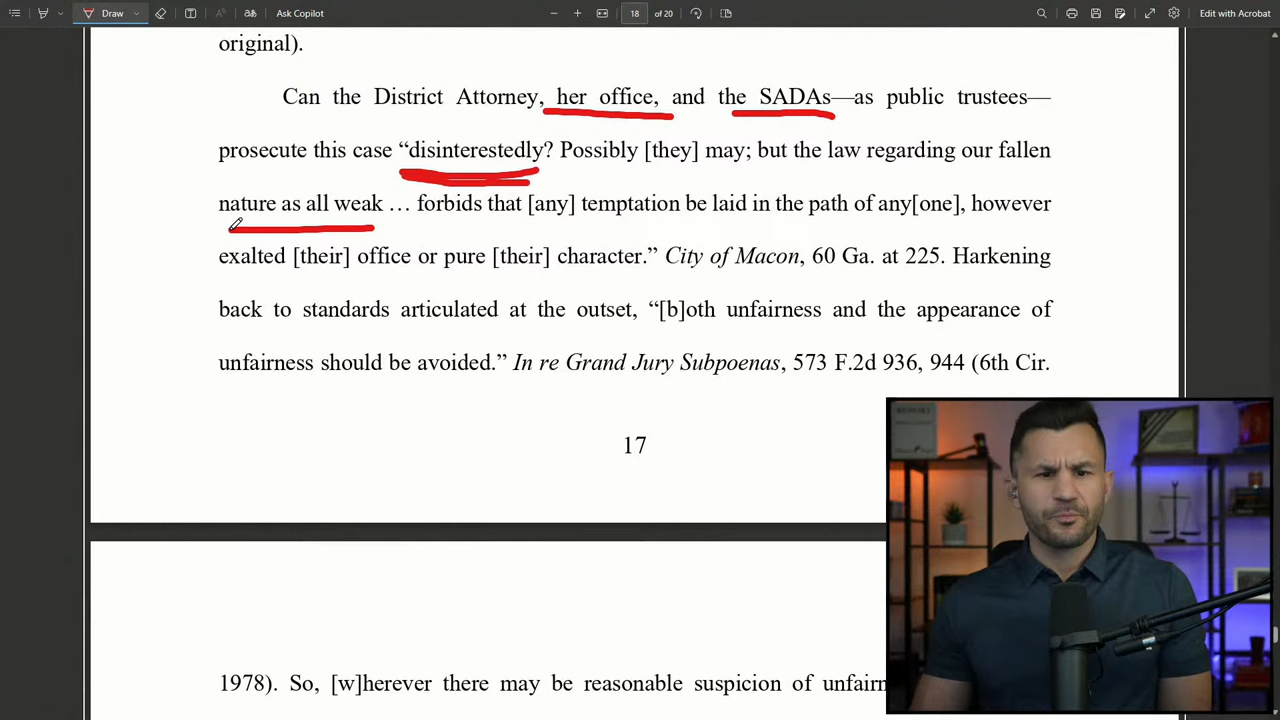 Draw
Ask Copilot
18 of 20
Edit with Acrobat
original).
Can the District Attorney, her office, and the SADAs—as public trustees—
prosecute this case “disinterestedly? Possibly [they] may; but the law regarding our fallen
nature as all weak … forbids that [any] temptation be laid in the path of any[one], however
exalted [their] office or pure [their] character.” City of Macon, 60 Ga. at 225. Harkening
back to standards articulated at the outset, “[b]oth unfairness and the appearance of
unfairness should be avoided.” In re Grand Jury Subpoenas, 573 F.2d 936, 944 (6th Cir.
17
1978). So, [w]herever there may be reasonable suspicion of